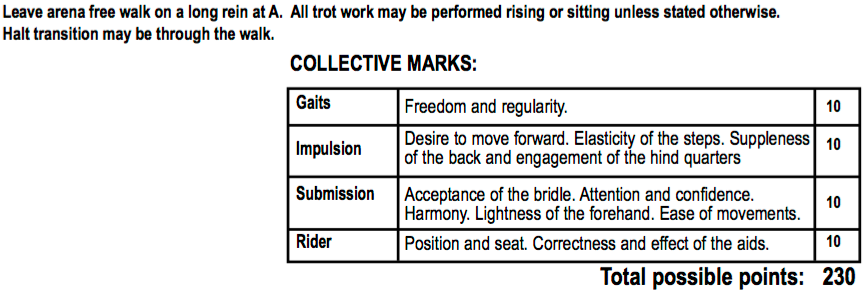 Leave arena free walk on a long rein at A.  All trot work may be performed rising or sitting unless stated otherwise.
Halt transition may be through the walk.
COLLECTIVE MARKS:
Gaits Freedom and regularity. 10
Impulsion Desire to move forward. Elasticity of the steps. Suppleness 10
of the back and engagement of the hind quarters
Submission Acceptance of the bridle. Attention and confidence. 10
Harmony. Lightness of the forehand. Ease of movements.
Rider Position and seat. Correctness and effect of the aids. 10
Total possible points: 230